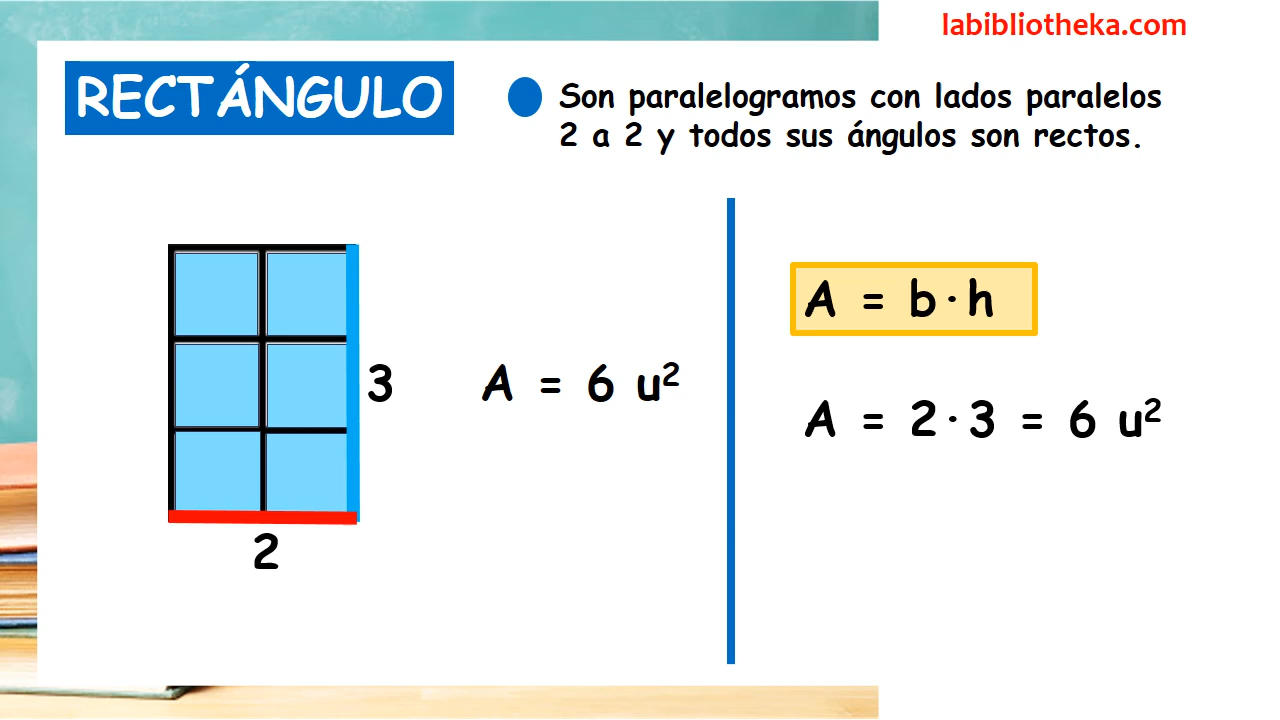 labibliotheka.com
RECTÁNGULO
Son paralelogramos con lados paralelos
2 a 2 y todos sus ángulos son rectos.
3
2
A = 6 u²
A = b·h
A = 2·3 = 6 u²